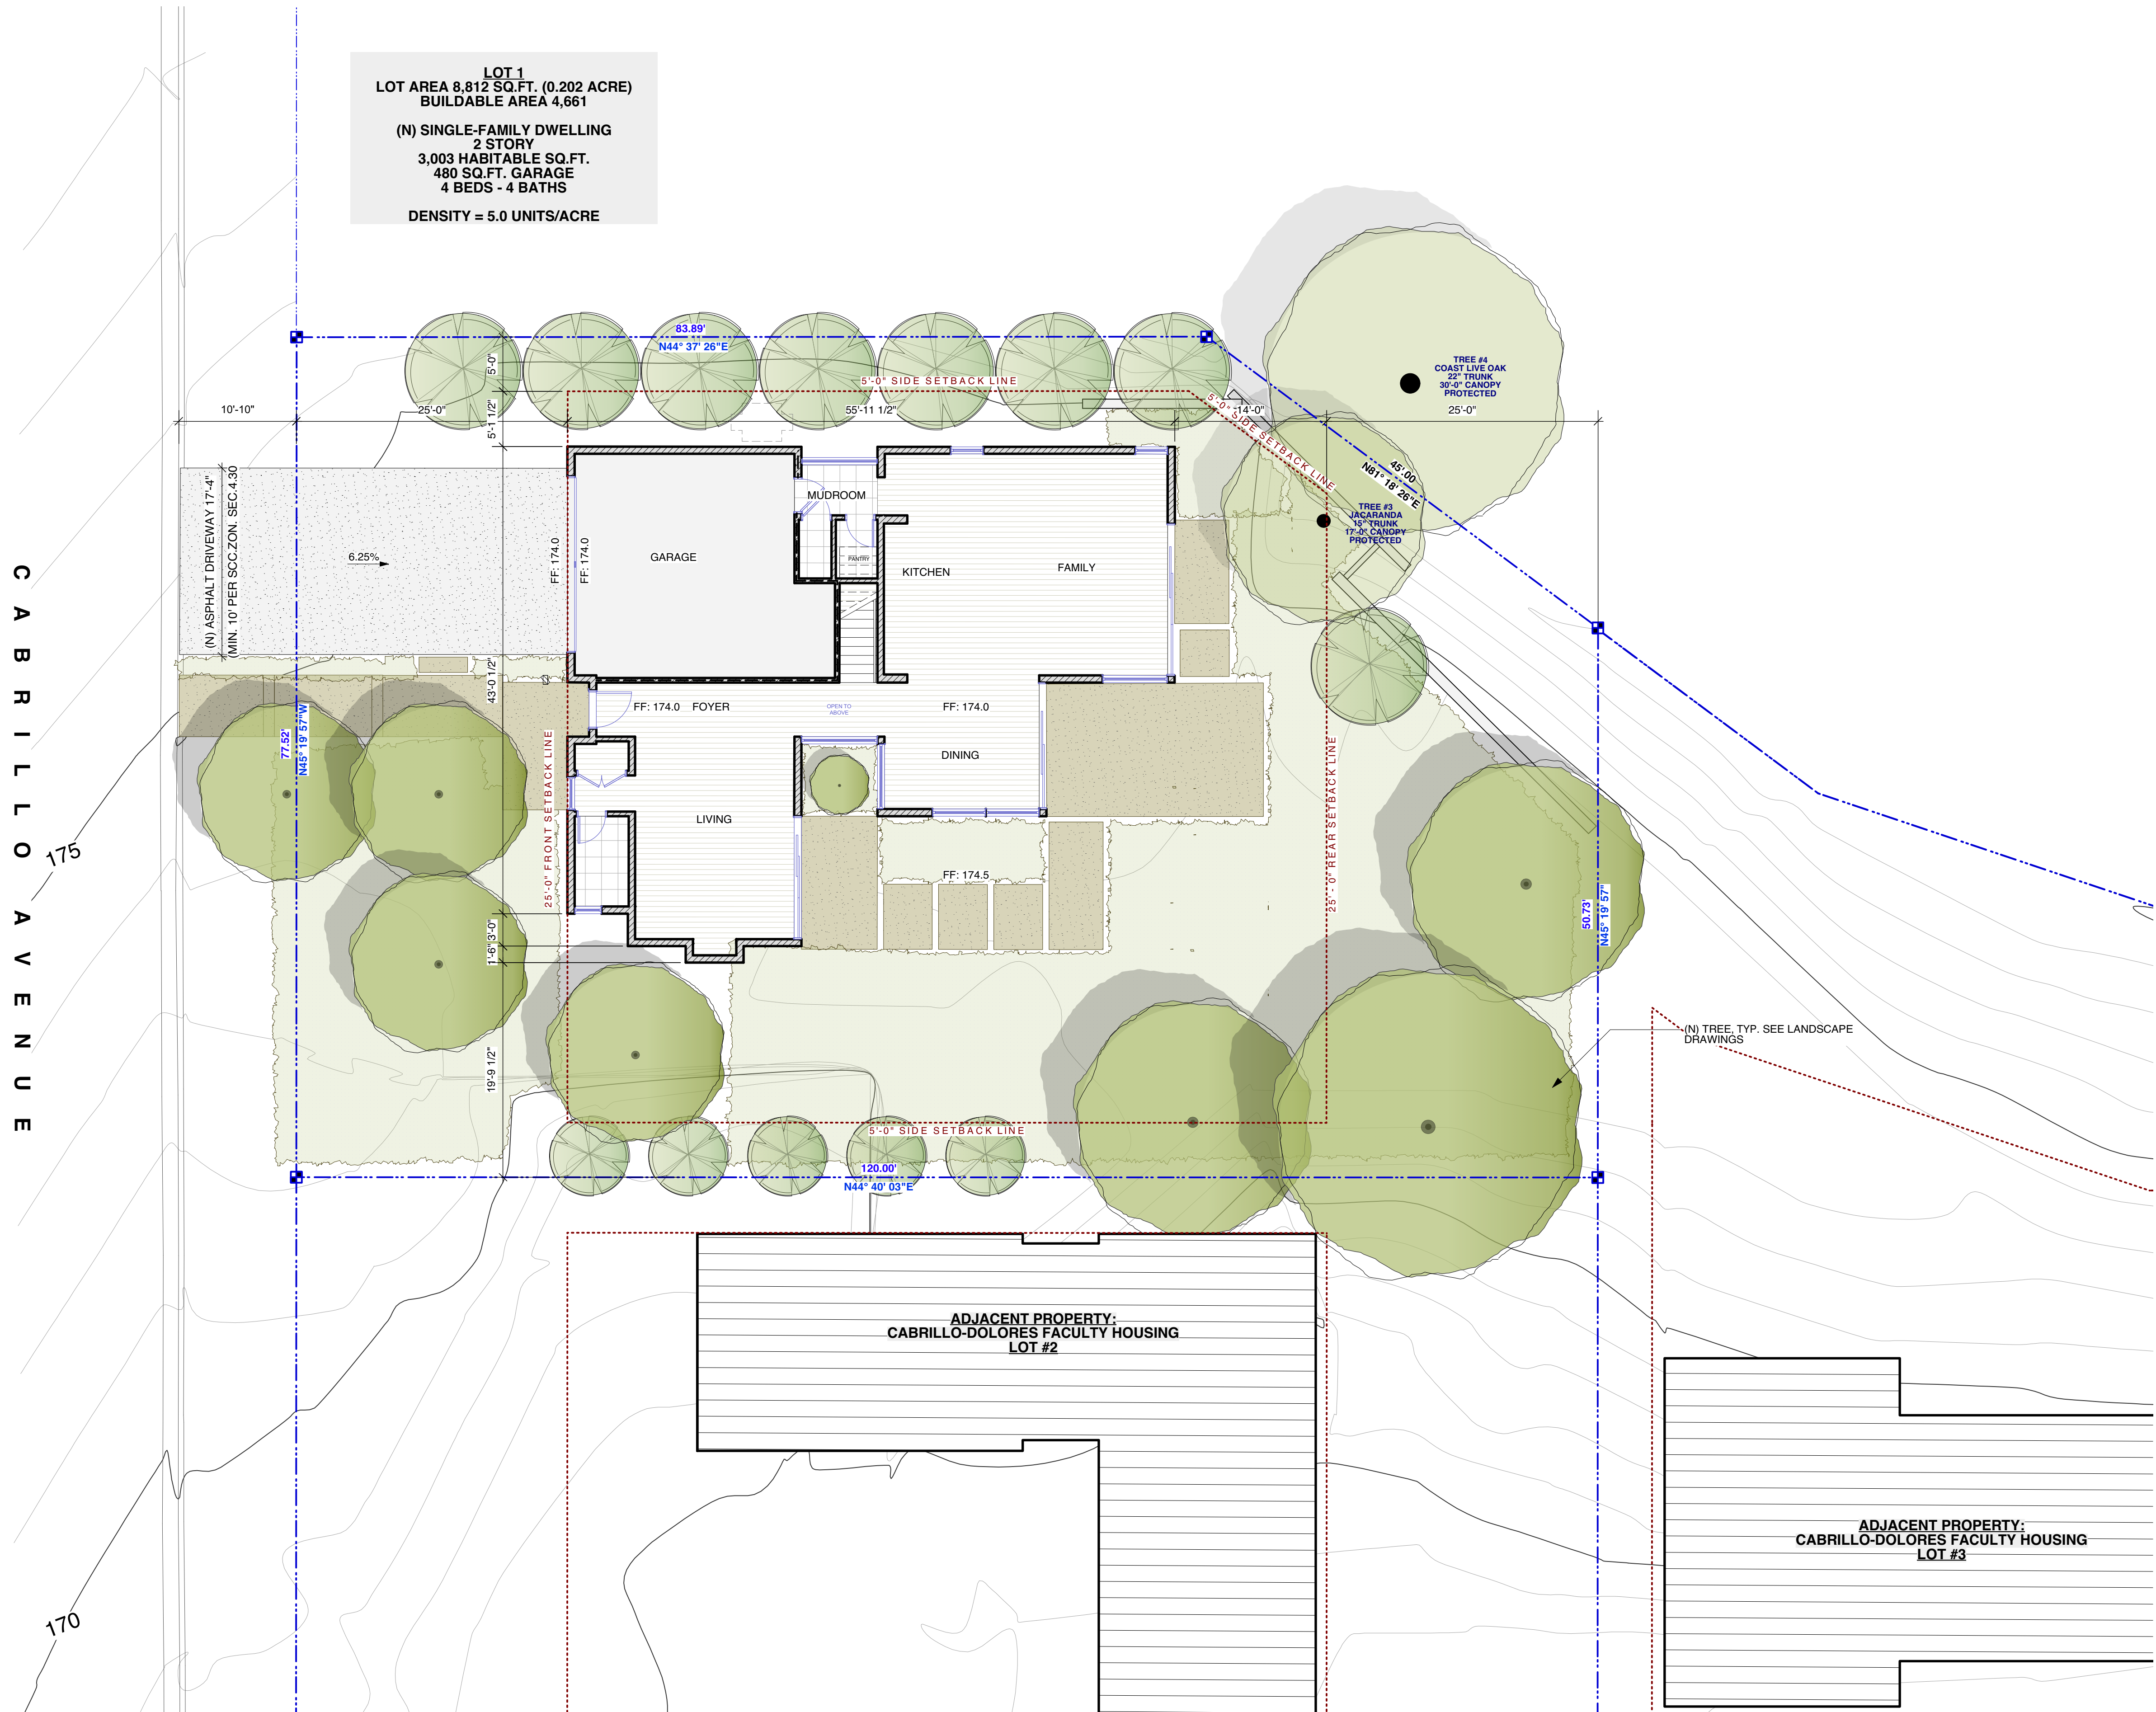 LOT 1
LOT AREA 8,812 SQ.FT. (0.202 ACRE)
BUILDABLE AREA 4,661
(N) SINGLE-FAMILY DWELLING
2 STORY
3,003 HABITABLE SQ.FT.
480 SQ.FT. GARAGE
4 BEDS - 4 BATHS
DENSITY = 5.0 UNITS/ACRE
83.89'
N44° 37' 26"E
5'-0"
5'-0" SIDE SETBACK LINE
10'-10"
25'-0"
5'-1 1/2"
55'-11 1/2"
14'-0"
25'-0"
5'-0" SIDE SETBACK LINE
TREE #4
COAST LIVE OAK
22" TRUNK
30'-0" CANOPY
PROTECTED
45'.00
N81° 18' 26"E
TREE #3
JACARANDA
15" TRUNK
17'-0" CANOPY
PROTECTED
(N) ASPHALT DRIVEWAY 17'-4"
(MIN. 10' PER SCC.ZON. SEC.4.30
6.25%
FF: 174.0
FF: 174.0
GARAGE
MUDROOM
PANTRY
KITCHEN
FAMILY
CABRILLO AVENUE
43'-0 1/2"
FF: 174.0
FOYER
OPEN TO
ABOVE
FF: 174.0
DINING
77.52'
N45° 19' 57"W
25'-0" FRONT SETBACK LINE
LIVING
25'-0" REAR SETBACK LINE
175
FF: 174.5
50.73'
N45° 19' 57"
3'-0"
1'-6"
19'-9 1/2"
(N) TREE, TYP. SEE LANDSCAPE
DRAWINGS
5'-0" SIDE SETBACK LINE
120.00'
N44° 40' 03"E
ADJACENT PROPERTY:
CABRILLO-DOLORES FACULTY HOUSING
LOT #2
ADJACENT PROPERTY:
CABRILLO-DOLORES FACULTY HOUSING
LOT #3
170